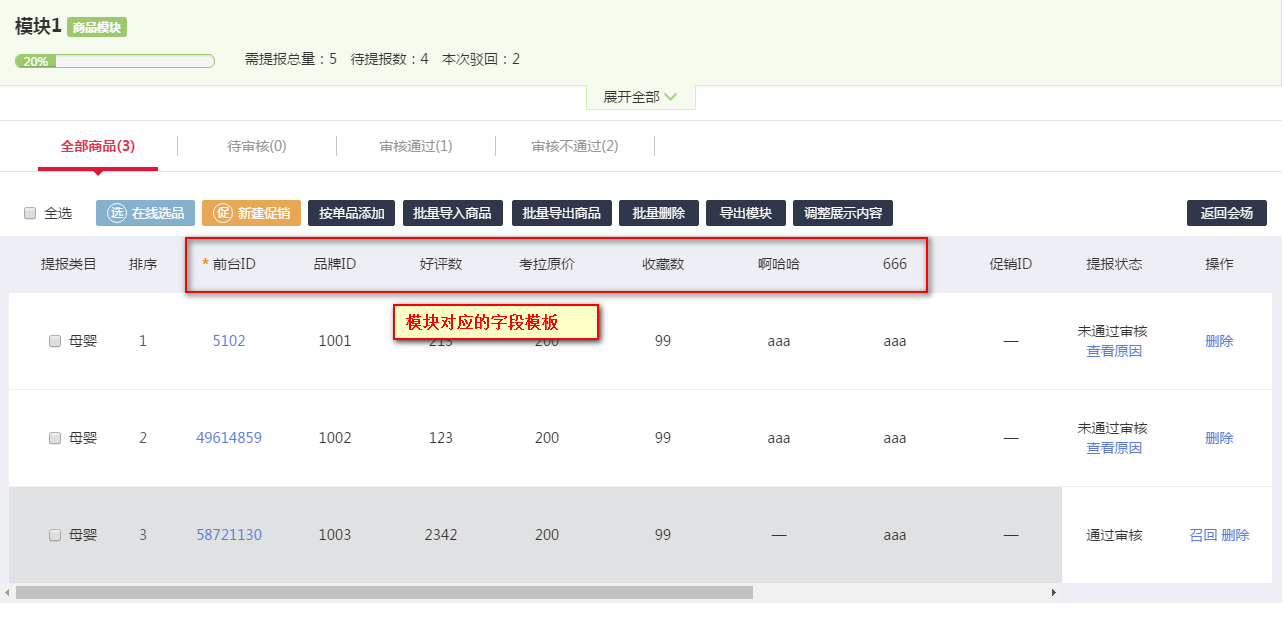 模块1 商品模块
20% 需提报总量：5 待提报数：4 本次驳回：2
展开全部
全部商品(3) 待审核(0) 审核通过(1) 审核不通过(2)
全选 选 在线选品 促 新建促销 按单品添加 批量导入商品 批量导出商品 批量删除 导出模块 调整展示内容 返回会场
提报类目 排序 * 前台ID 品牌ID 好评数 考拉原价 收藏数 啊哈哈 666 促销ID 提报状态 操作
模块对应的字段模板
母婴 1 5102 1001 213 200 99 aaa aaa — 未通过审核 删除
查看原因
母婴 2 49614859 1002 123 200 99 aaa aaa — 未通过审核 删除
查看原因
母婴 3 58721130 1003 2342 200 99 — aaa — 通过审核 召回 删除